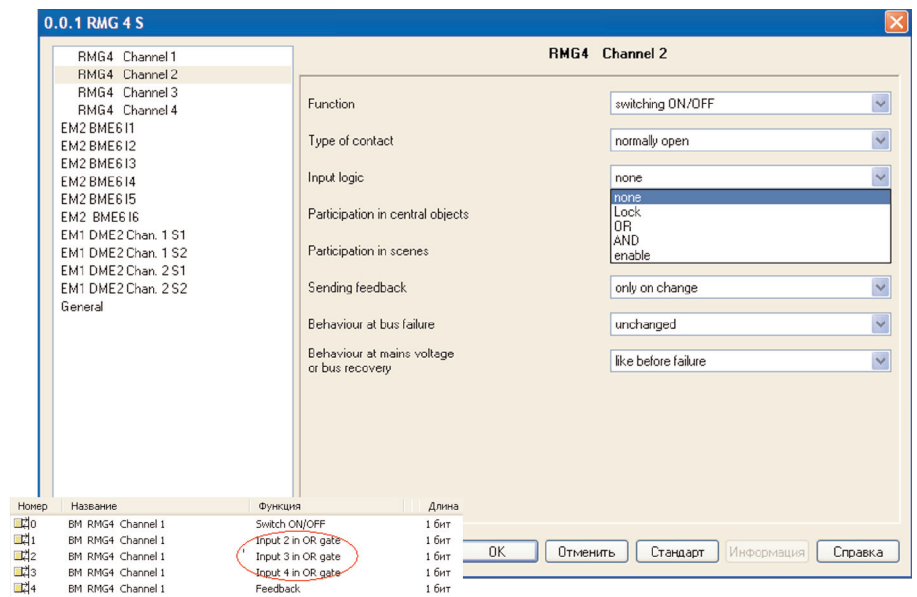 0.0.1 RMG 4 S
RMG4 Channel 1
RMG4 Channel 2
RMG4 Channel 3
RMG4 Channel 4
EM2 BME6 I1
EM2 BME6 I2
EM2 BME6 I3
EM2 BME6 I4
EM2 BME6 I5
EM2 BME6 I6
EM1 DME2 Chan. 1 S1
EM1 DME2 Chan. 1 S2
EM1 DME2 Chan. 2 S1
EM1 DME2 Chan. 2 S2
General
RMG4 Channel 2
Function switching ON/OFF
Type of contact normally open
Input logic none
none
Lock
OR
AND
enable
Participation in central objects
Participation in scenes
Sending feedback only on change
Behaviour at bus failure unchanged
Behaviour at mains voltage
or bus recovery like before failure
OK Отменить Стандарт Информация Справка
Номер Название Функция Длина
0 BM RMG4 Channel 1 Switch ON/OFF 1 бит
1 BM RMG4 Channel 1 Input 2 in OR gate 1 бит
2 BM RMG4 Channel 1 Input 3 in OR gate 1 бит
3 BM RMG4 Channel 1 Input 4 in OR gate 1 бит
4 BM RMG4 Channel 1 Feedback 1 бит